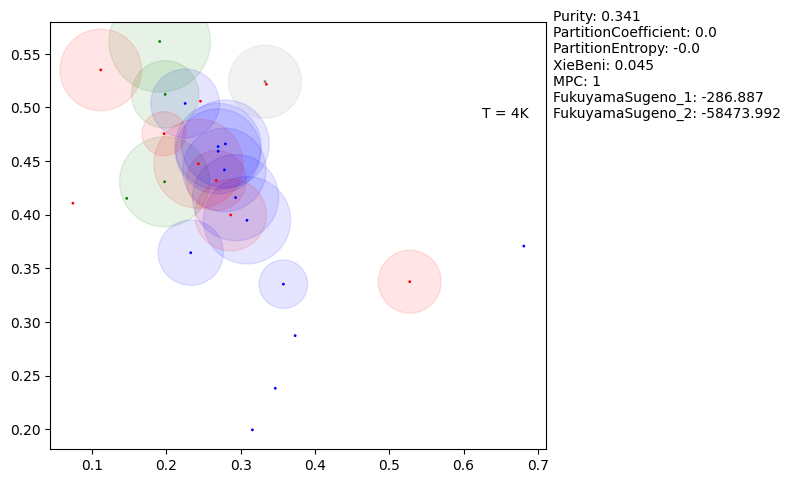 Purity: 0.341
PartitionCoefficient: 0.0
PartitionEntropy: -0.0
XieBeni: 0.045
MPC: 1
FukuyamaSugeno_1: -286.887
FukuyamaSugeno_2: -58473.992
T = 4K
0.55
0.50
0.45
0.40
0.35
0.30
0.25
0.20
0.1 0.2 0.3 0.4 0.5 0.6 0.7